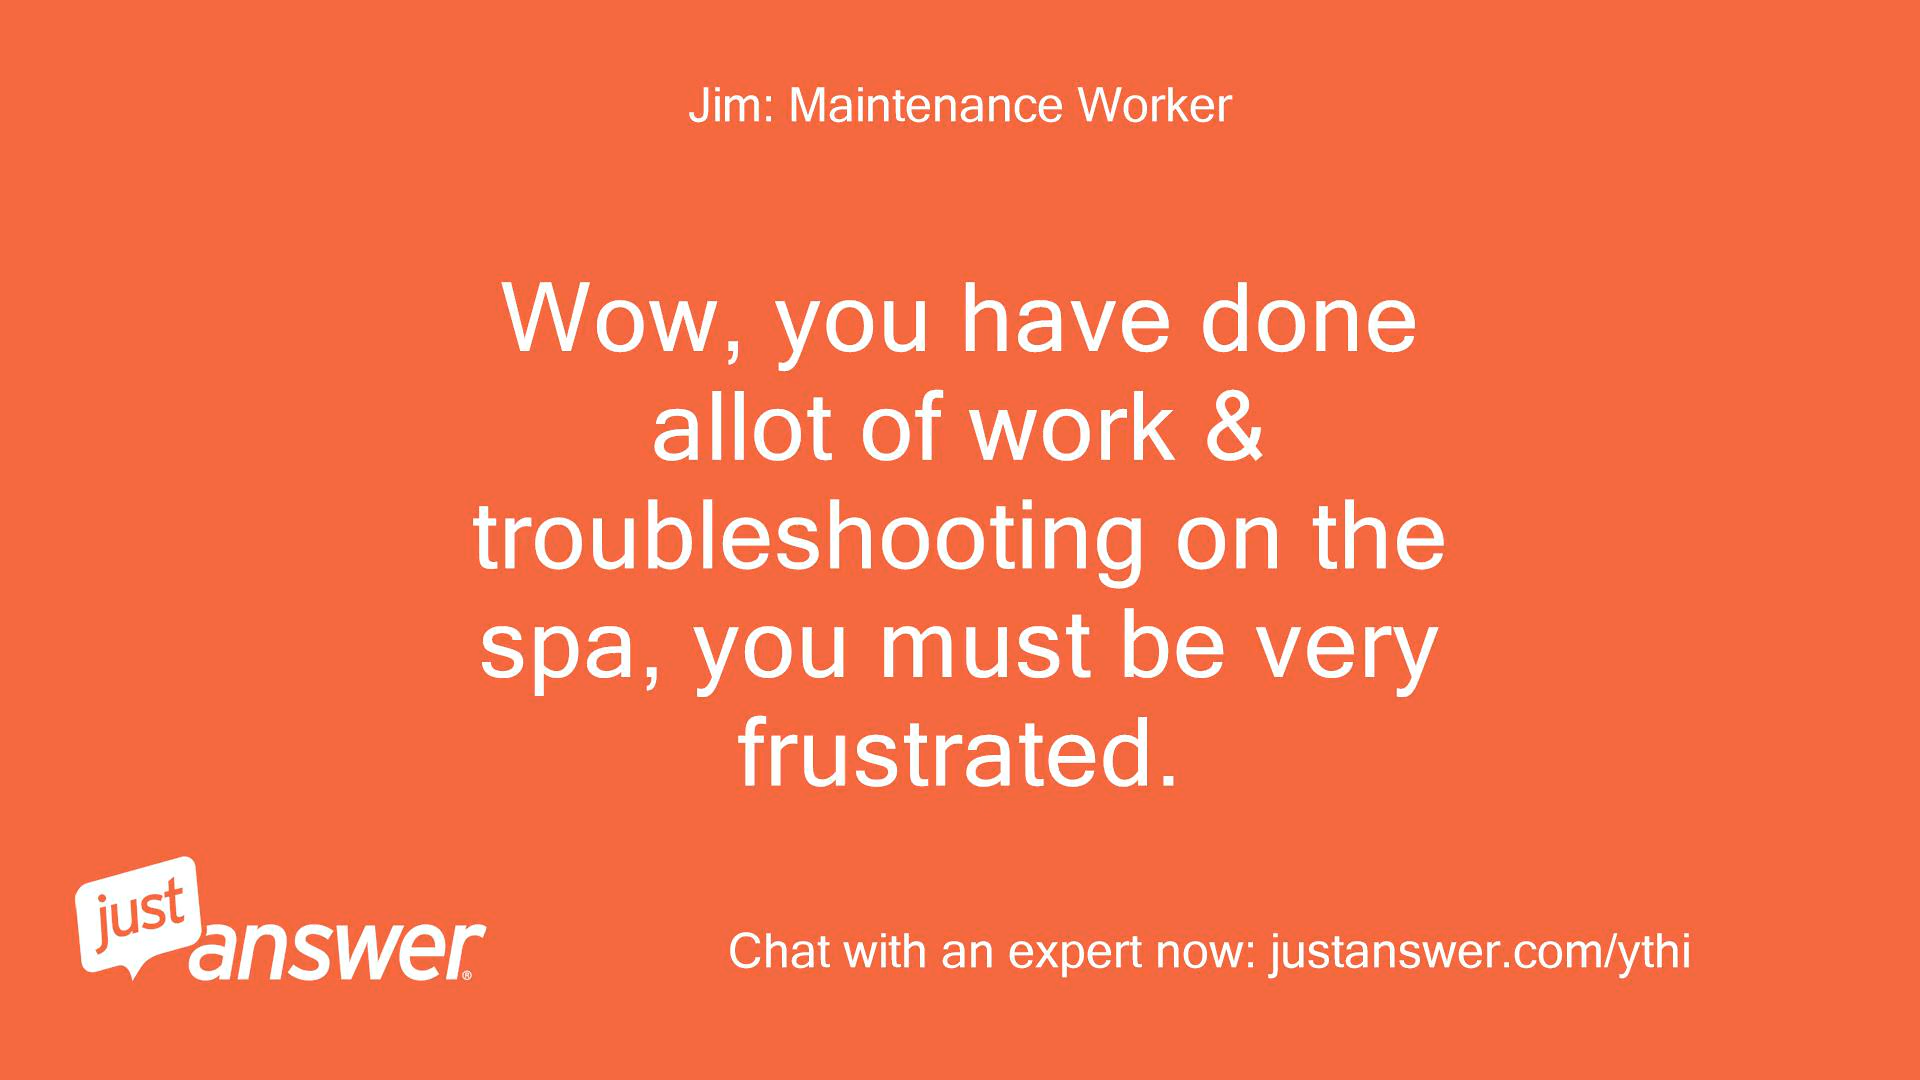 Jim: Maintenance Worker
Wow, you have done
allot of work &
troubleshooting on the
spa, you must be very
frustrated.
just
answer®
Chat with an expert now: justanswer.com/ythi